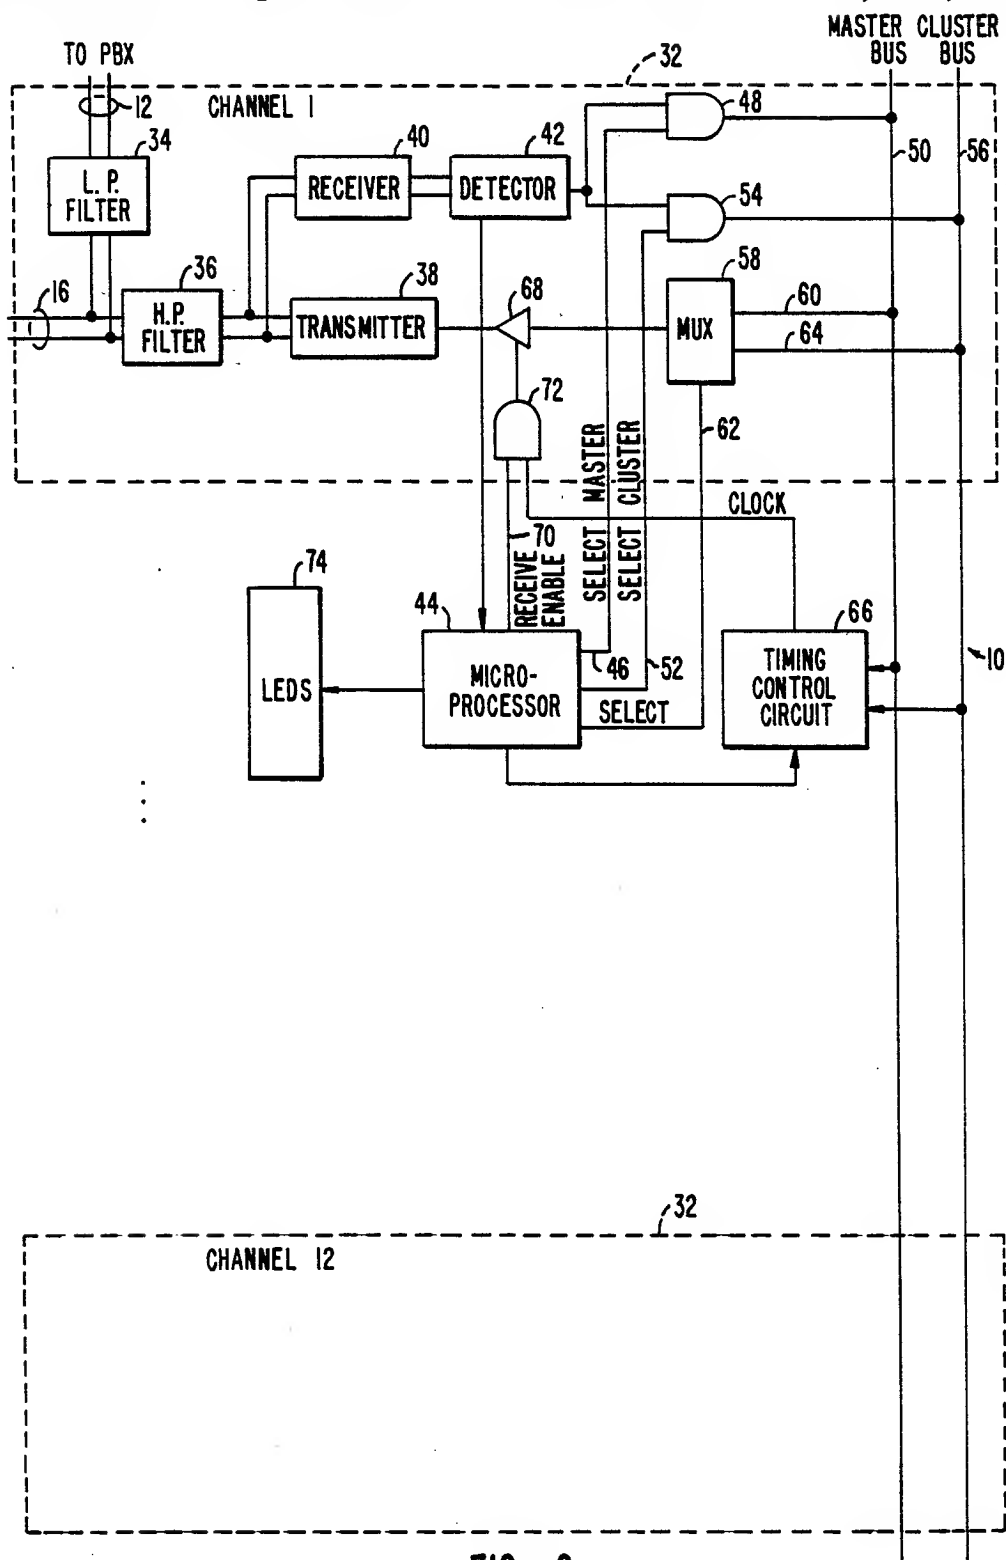 MASTER CLUSTER
BUS BUS
TO PBX
32
12
CHANNEL 1
48
34
40
42
50
56
L. P.
FILTER
RECEIVER
DETECTOR
54
58
36
38
68
16
60
H.P.
FILTER
TRANSMITTER
MUX
64
72
62
SELECT MASTER
SELECT CLUSTER
CLOCK
70
RECEIVE
ENABLE
74
44
66
LEDS
MICRO-
PROCESSOR
46
52
SELECT
TIMING
CONTROL
CIRCUIT
10
32
CHANNEL 12